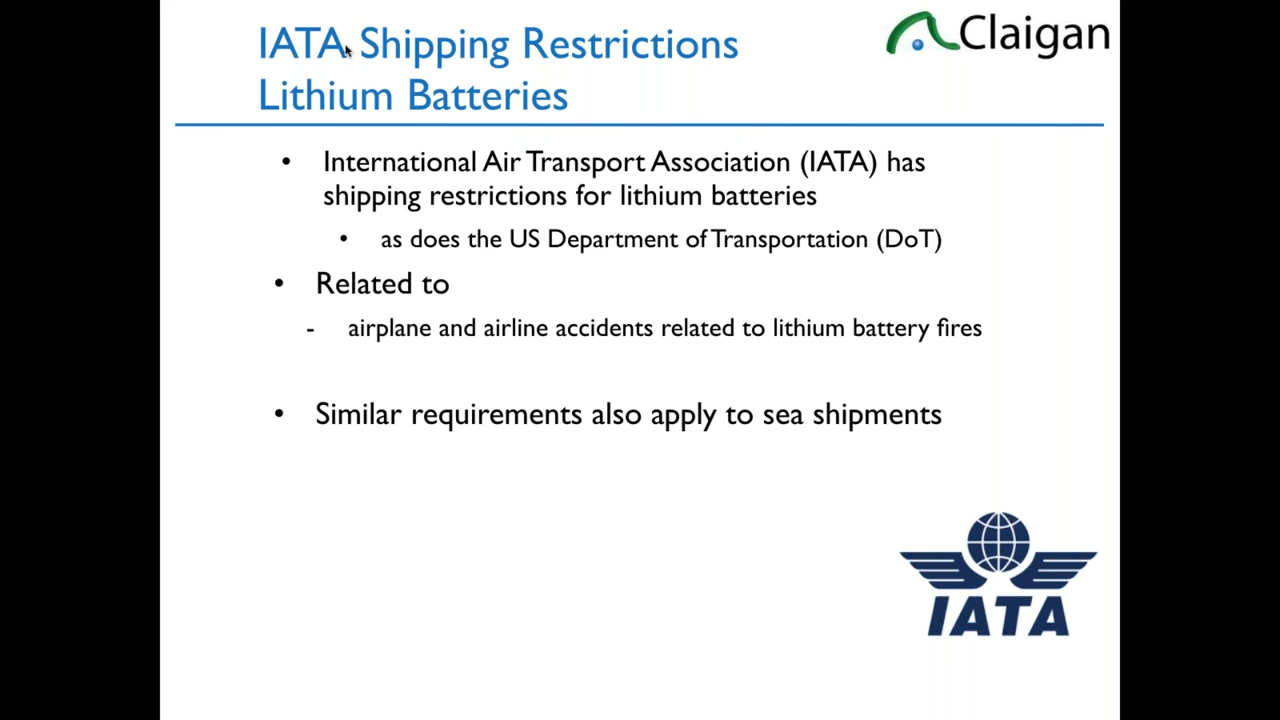 IATA Shipping Restrictions
Lithium Batteries
Claigan
• International Air Transport Association (IATA) has
shipping restrictions for lithium batteries
• as does the US Department of Transportation (DoT)
• Related to
- airplane and airline accidents related to lithium battery fires
• Similar requirements also apply to sea shipments
IATA